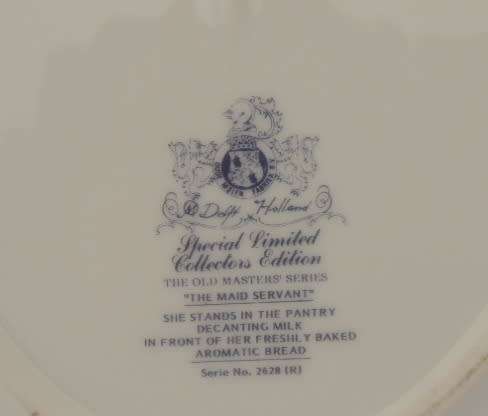 Delft Holland
Special Limited
Collectors Edition
THE OLD MASTERS' SERIES
"THE MAID SERVANT"
SHE STANDS IN THE PANTRY
DECANTING MILK
IN FRONT OF HER FRESHLY BAKED
AROMATIC BREAD
Serie No. 2628 (R)